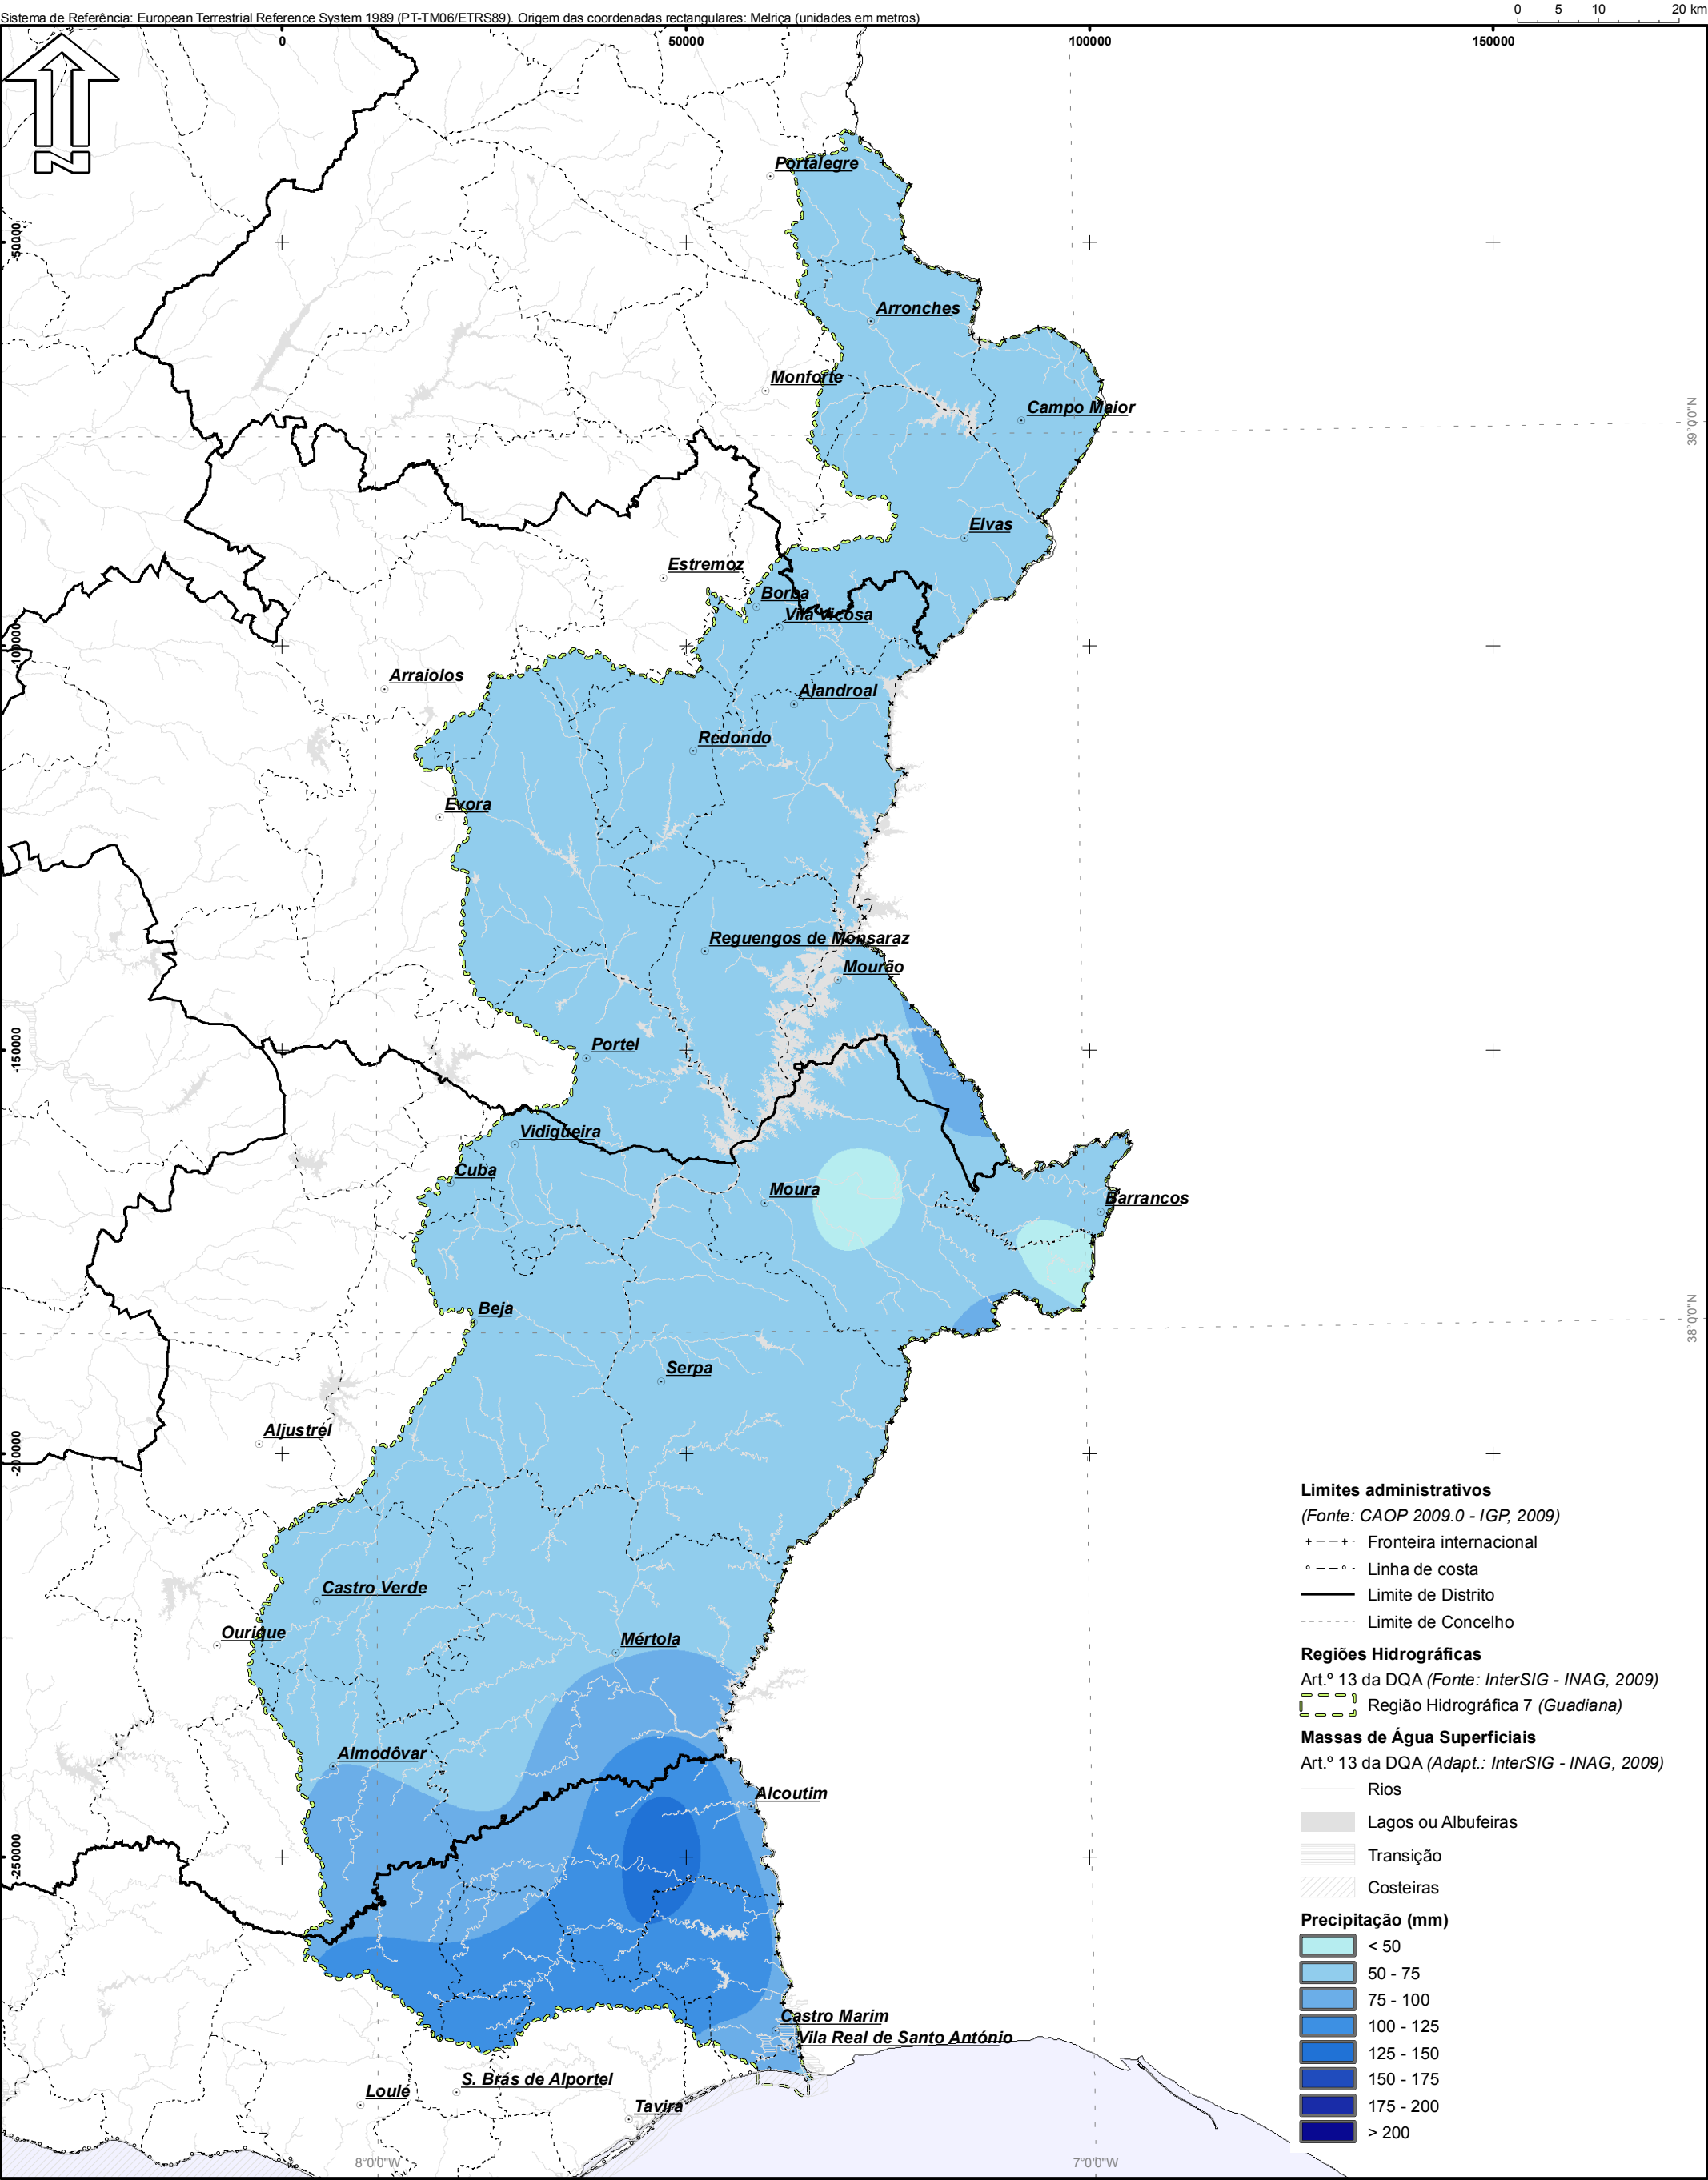 Sistema de Referência: European Terrestrial Reference System 1989 (PT-TM06/ETRS89). Origem das coordenadas rectangulares: Melriça (unidades em metros)
0 5 10 20 km
0 50000 100000 150000
N
Portalegre
-50000
Arronches
Monforte
Campo Maior
39°0'0"N
Elvas
Estremoz
Borba
Vila Viçosa
-100000
Arraiolos
Alandroal
Redondo
Évora
Reguengos de Monsaraz
Mourão
Portel
-150000
Vidigueira
Cuba
Moura
Barrancos
Beja
38°0'0"N
Serpa
Aljustrel
-200000
Castro Verde
Ourique
Mértola
Almodôvar
Alcoutim
-250000
Castro Marim
Vila Real de Santo António
S. Brás de Alportel
Loulé
Tavira
8°0'0"W
7°0'0"W
Limites administrativos
(Fonte: CAOP 2009.0 - IGP, 2009)
Fronteira internacional
Linha de costa
Limite de Distrito
Limite de Concelho
Regiões Hidrográficas
Art.º 13 da DQA (Fonte: InterSIG - INAG, 2009)
Região Hidrográfica 7 (Guadiana)
Massas de Água Superficiais
Art.º 13 da DQA (Adapt.: InterSIG - INAG, 2009)
Rios
Lagos ou Albufeiras
Transição
Costeiras
Precipitação (mm)
< 50
50 - 75
75 - 100
100 - 125
125 - 150
150 - 175
175 - 200
> 200